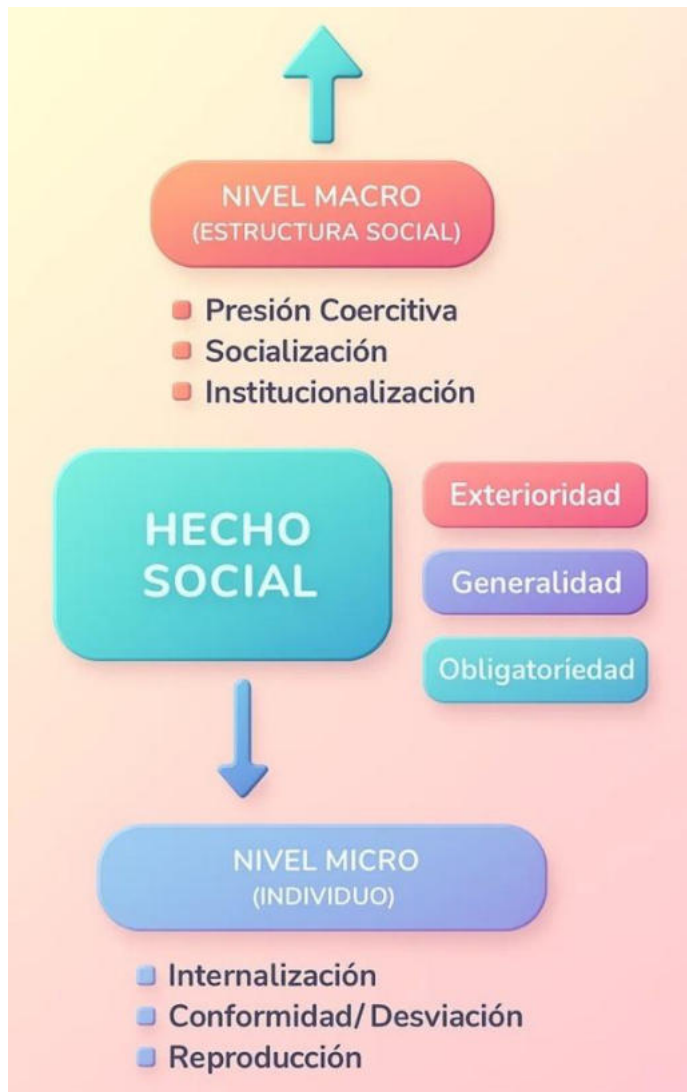 NIVEL MACRO
(ESTRUCTURA SOCIAL)
Presión Coercitiva
Socialización
Institucionalización
HECHO
SOCIAL
Exterioridad
Generalidad
Obligatoríedad
NIVEL MICRO
(INDIVIDUO)
Internalización
Conformidad/Desviación
Reproducción